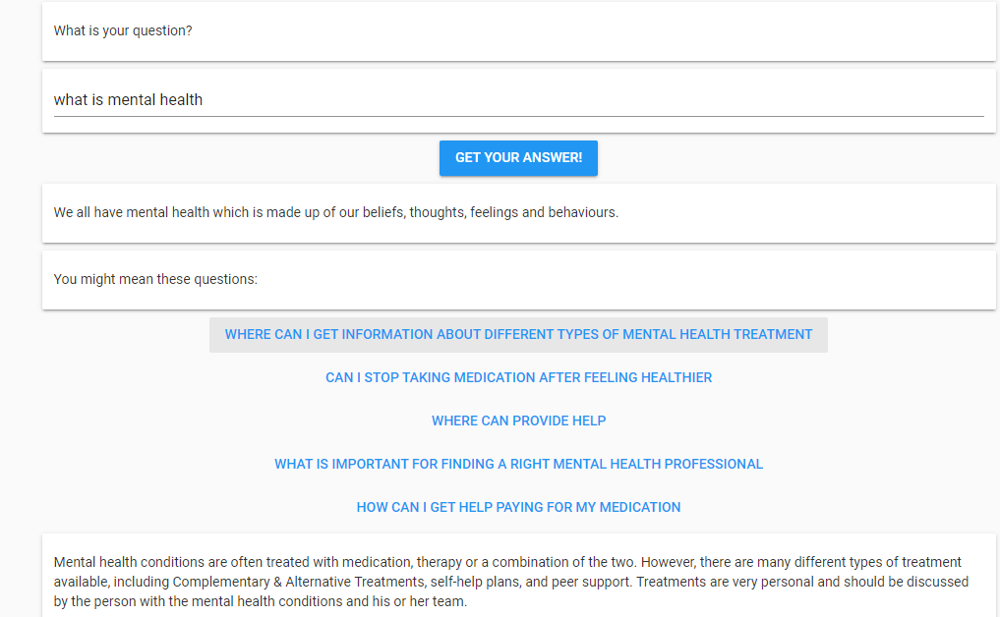 What is your question?
what is mental health
GET YOUR ANSWER!
We all have mental health which is made up of our beliefs, thoughts, feelings and behaviours.
You might mean these questions:
WHERE CAN I GET INFORMATION ABOUT DIFFERENT TYPES OF MENTAL HEALTH TREATMENT
CAN I STOP TAKING MEDICATION AFTER FEELING HEALTHIER
WHERE CAN PROVIDE HELP
WHAT IS IMPORTANT FOR FINDING A RIGHT MENTAL HEALTH PROFESSIONAL
HOW CAN I GET HELP PAYING FOR MY MEDICATION
Mental health conditions are often treated with medication, therapy or a combination of the two. However, there are many different types of treatment
available, including Complementary & Alternative Treatments, self-help plans, and peer support. Treatments are very personal and should be discussed
by the person with the mental health conditions and his or her team.